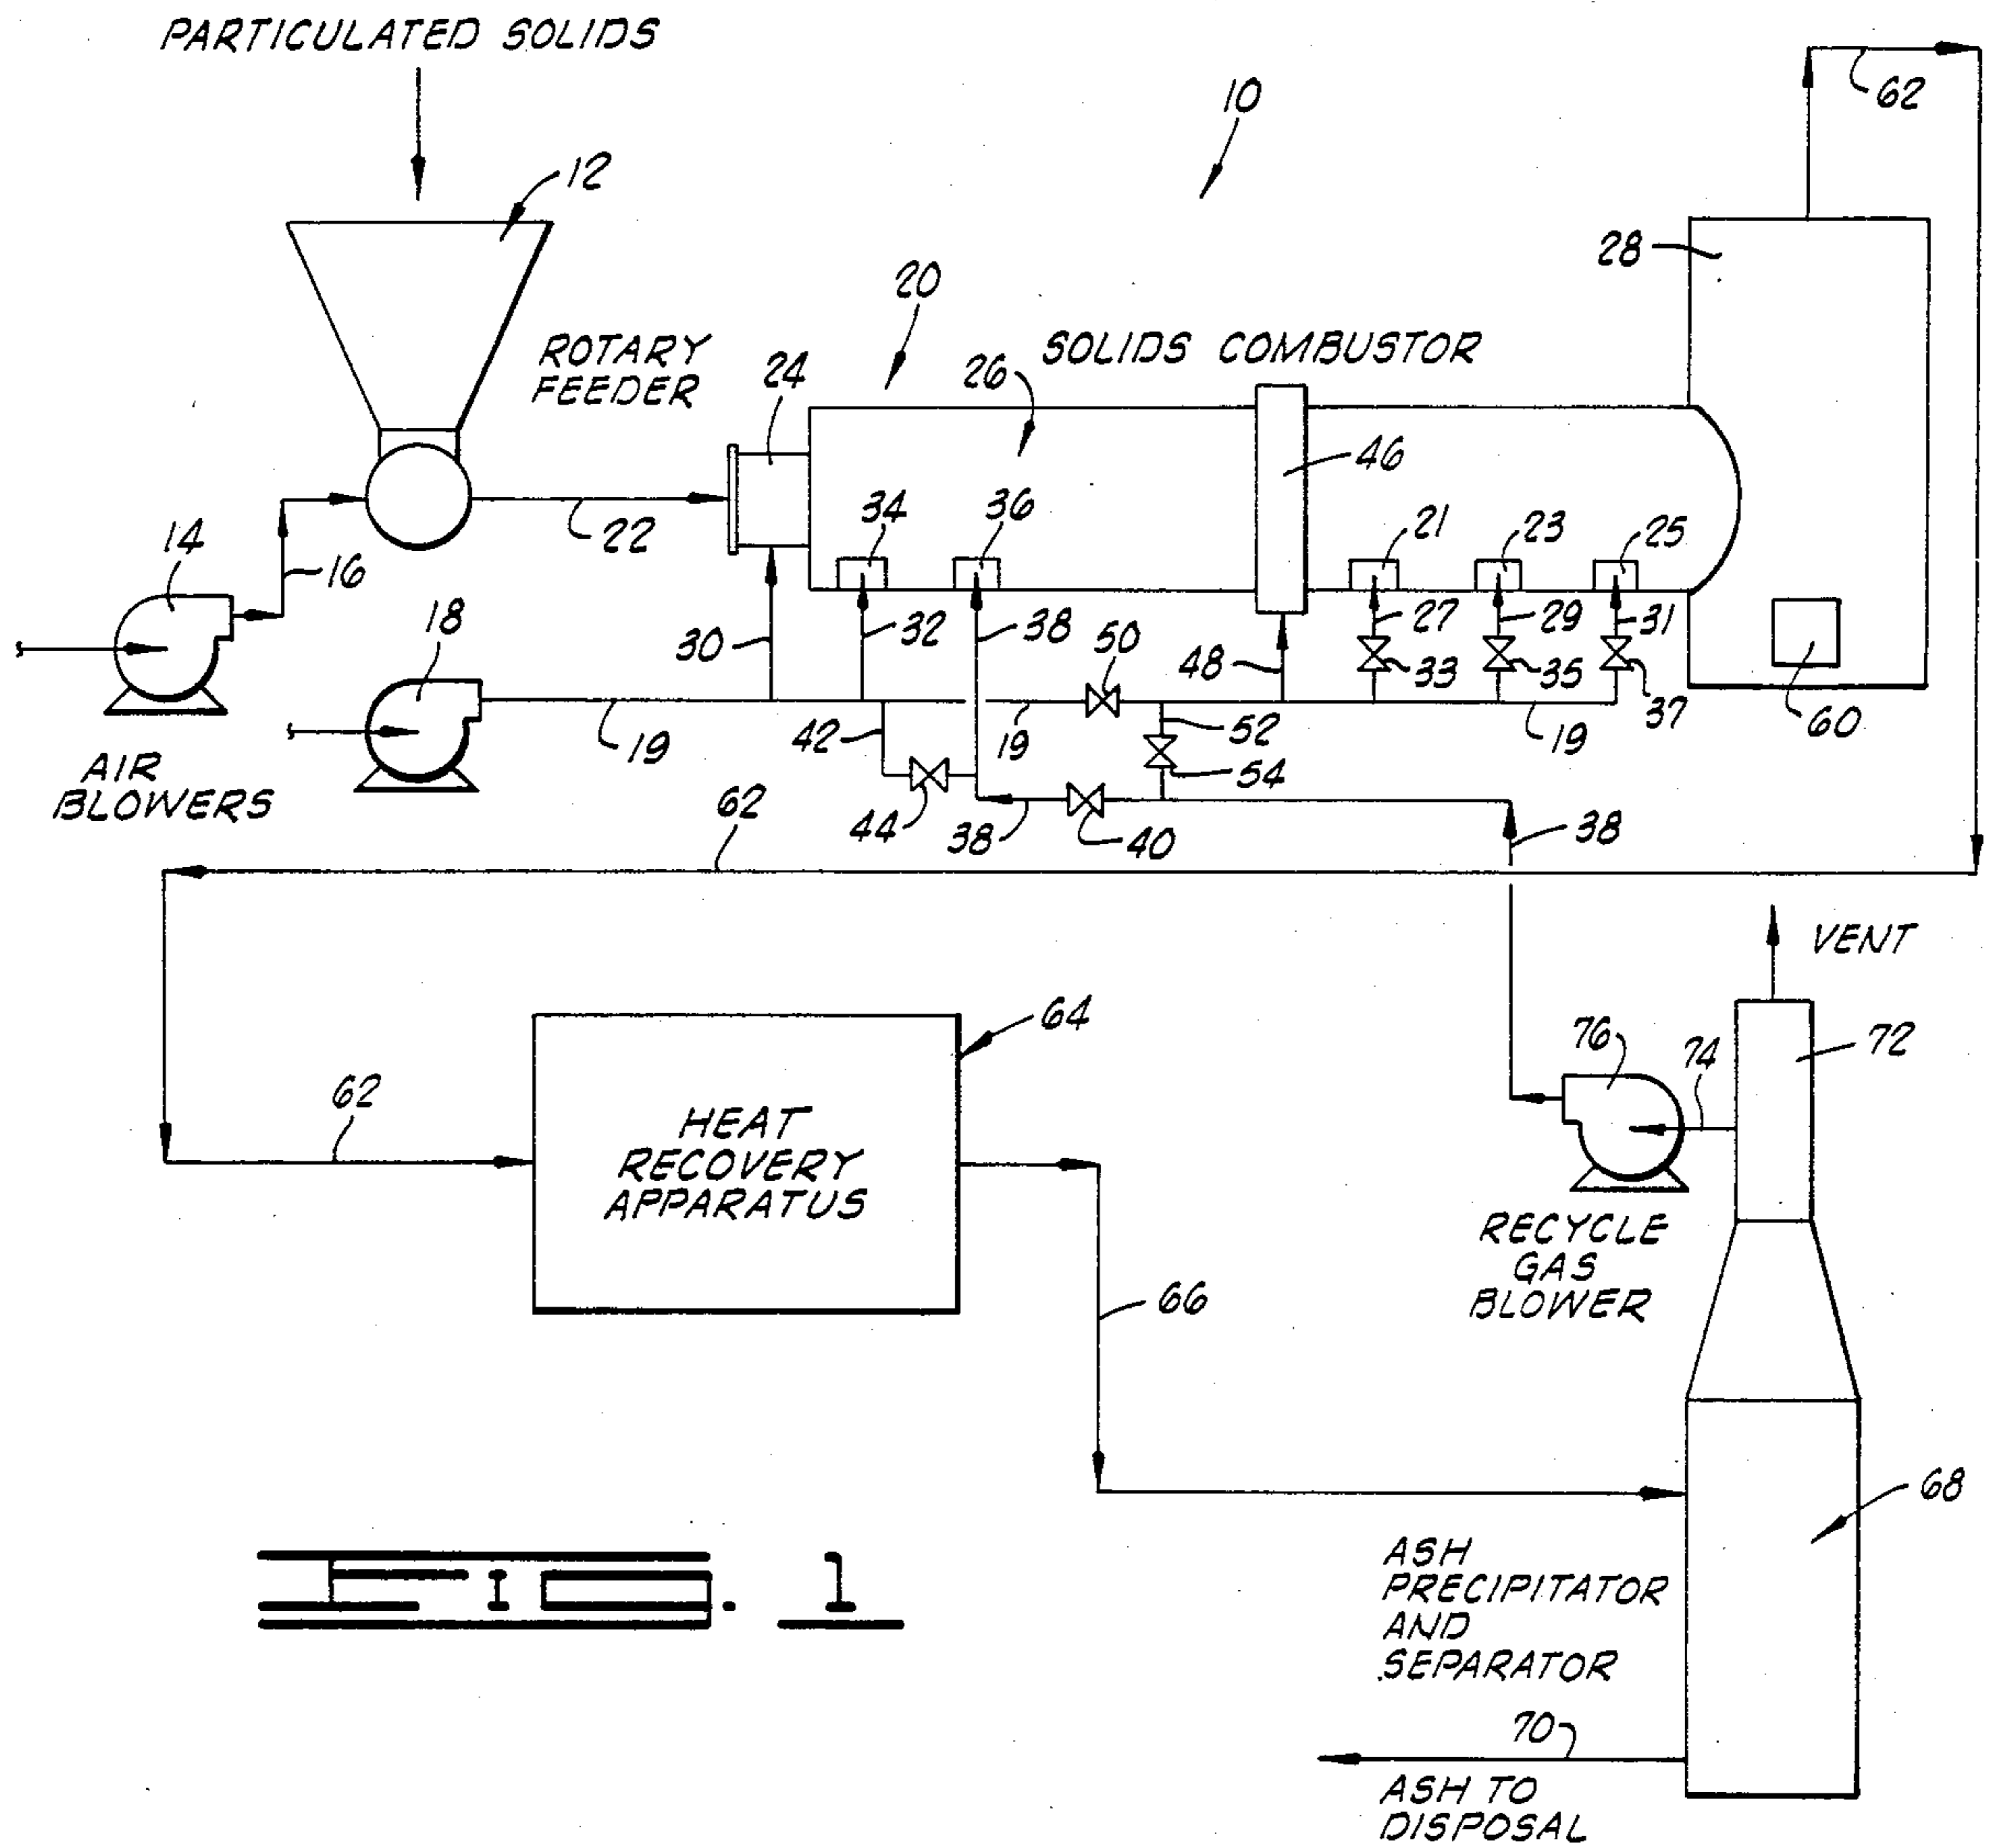 PARTICULATED SOLIDS
62
10
12
28
20
ROTARY
FEEDER
24
SOLIDS COMBUSTOR
26
46
34
36
21
23
25
14
22
16
18
30
32
38
50
48
27
29
31
33
35
37
60
19
42
19
52
19
54
AIR
BLOWERS
44
62
38
40
38
VENT
64
76
74
72
62
HEAT
RECOVERY
APPARATUS
RECYCLE
GAS
BLOWER
66
68
ASH
PRECIPITATOR
AND
SEPARATOR
FIG. 1
70
ASH TO
DISPOSAL